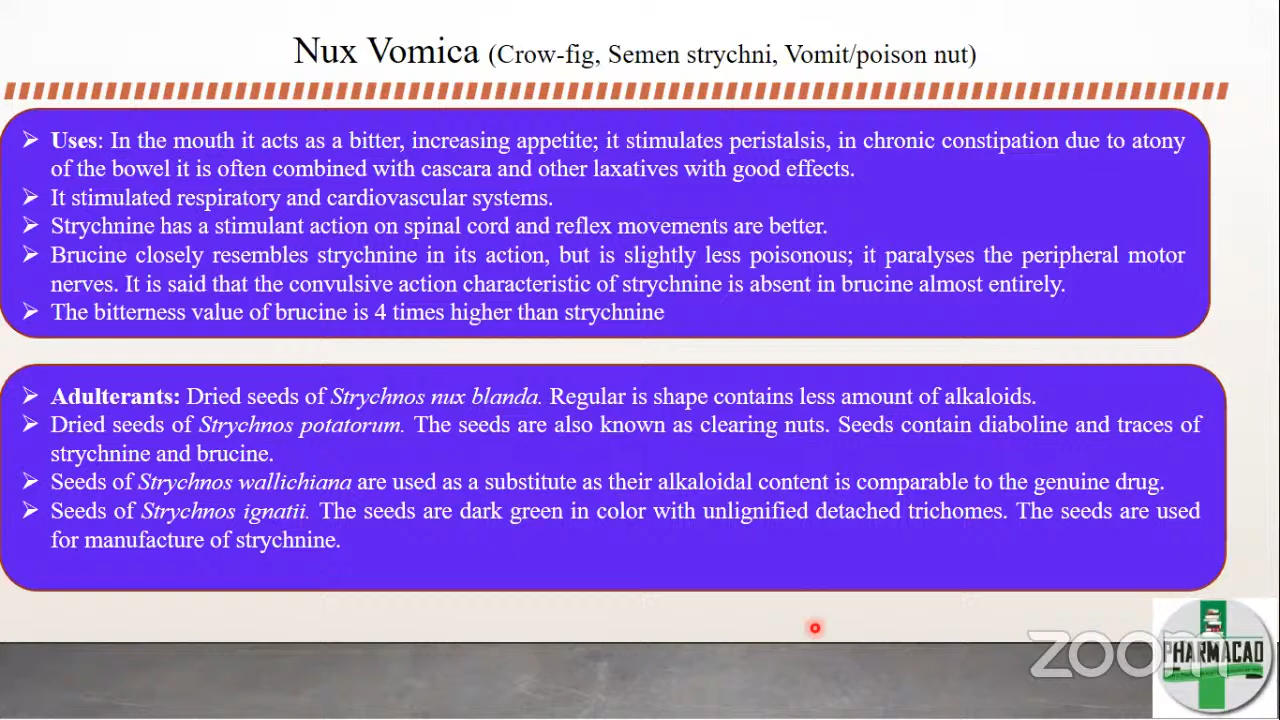 Nux Vomica (Crow-fig, Semen strychni, Vomit/poison nut)
➢ Uses: In the mouth it acts as a bitter, increasing appetite; it stimulates peristalsis, in chronic constipation due to atony
of the bowel it is often combined with cascara and other laxatives with good effects.
➢ It stimulated respiratory and cardiovascular systems.
➢ Strychnine has a stimulant action on spinal cord and reflex movements are better.
➢ Brucine closely resembles strychnine in its action, but is slightly less poisonous; it paralyses the peripheral motor
nerves. It is said that the convulsive action characteristic of strychnine is absent in brucine almost entirely.
➢ The bitterness value of brucine is 4 times higher than strychnine
➢ Adulterants: Dried seeds of Strychnos nux blanda. Regular is shape contains less amount of alkaloids.
➢ Dried seeds of Strychnos potatorum. The seeds are also known as clearing nuts. Seeds contain diaboline and traces of
strychnine and brucine.
➢ Seeds of Strychnos wallichiana are used as a substitute as their alkaloidal content is comparable to the genuine drug.
➢ Seeds of Strychnos ignatii. The seeds are dark green in color with unlignified detached trichomes. The seeds are used
for manufacture of strychnine.
zoom
PHARMACAD